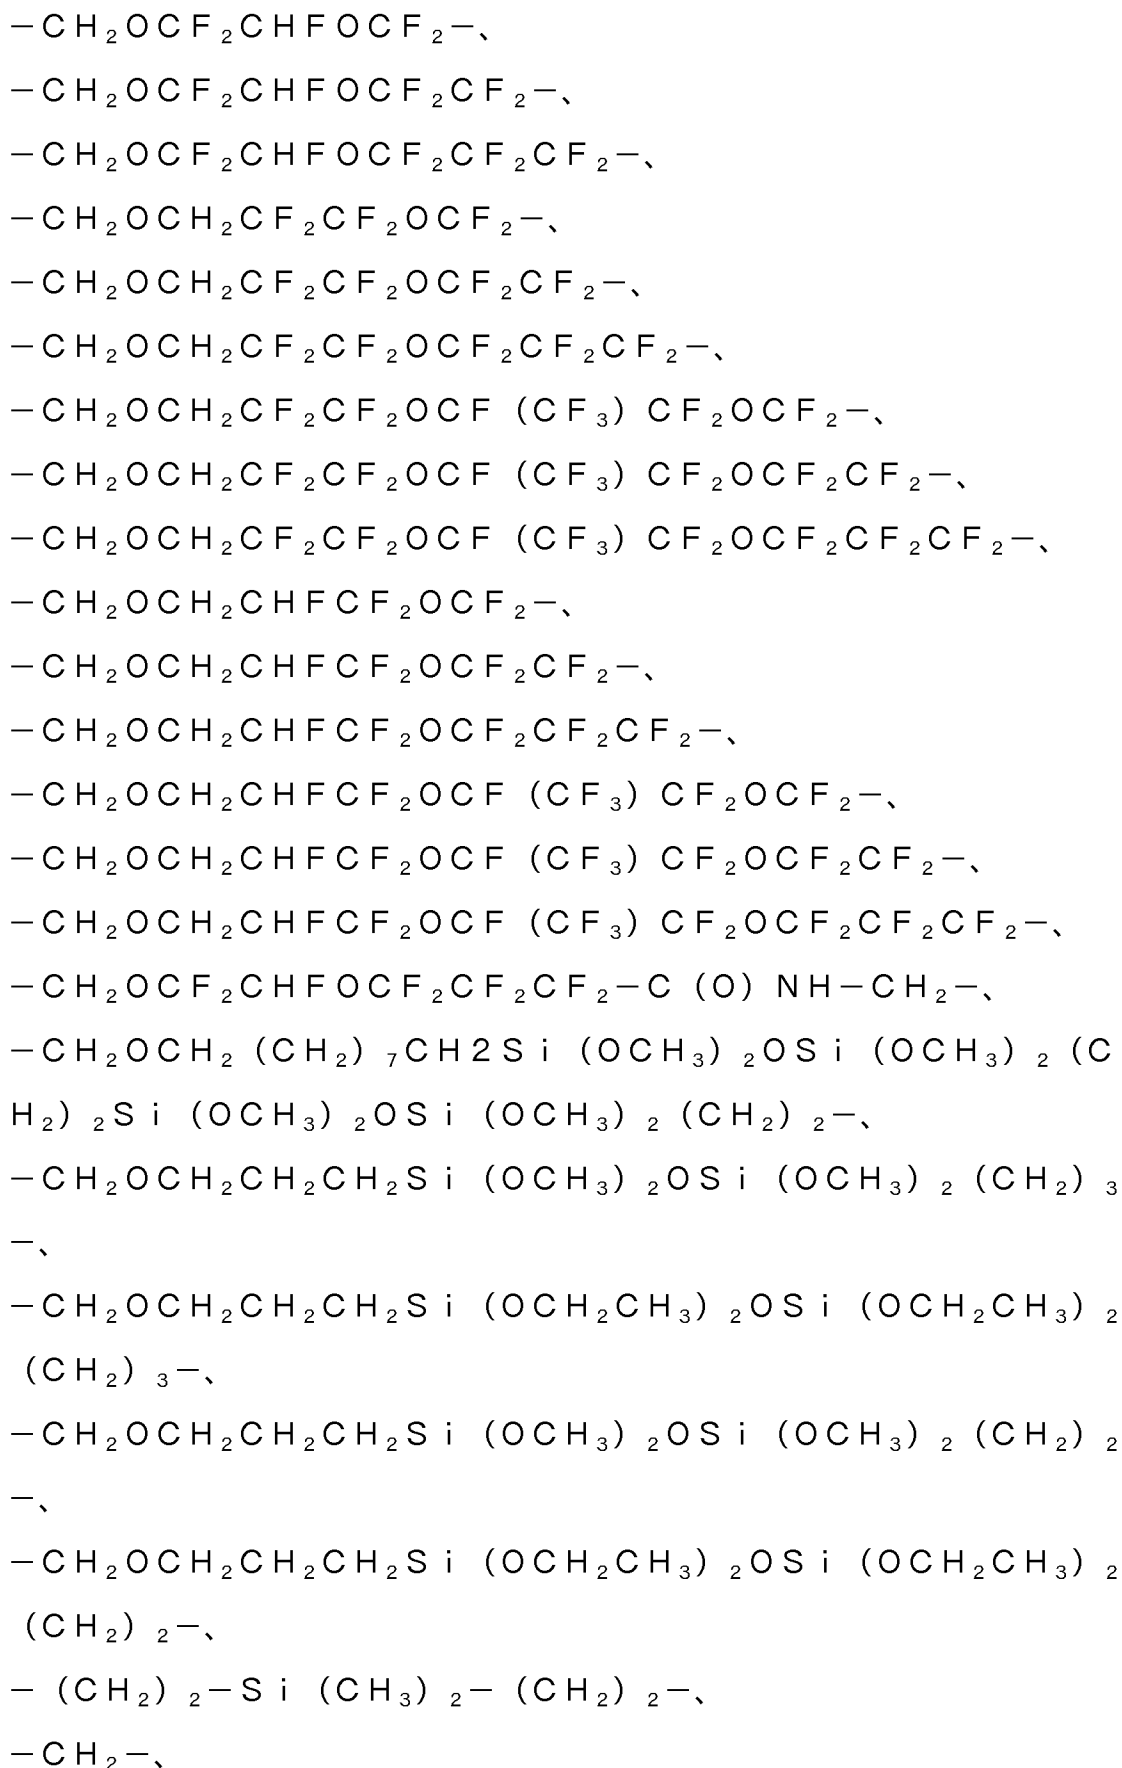 －ＣＨ₂ＯＣＦ₂ＣＨＦＯＣＦ₂－、
－ＣＨ₂ＯＣＦ₂ＣＨＦＯＣＦ₂ＣＦ₂－、
－ＣＨ₂ＯＣＦ₂ＣＨＦＯＣＦ₂ＣＦ₂ＣＦ₂－、
－ＣＨ₂ＯＣＨ₂ＣＦ₂ＣＦ₂ＯＣＦ₂－、
－ＣＨ₂ＯＣＨ₂ＣＦ₂ＣＦ₂ＯＣＦ₂ＣＦ₂－、
－ＣＨ₂ＯＣＨ₂ＣＦ₂ＣＦ₂ＯＣＦ₂ＣＦ₂ＣＦ₂－、
－ＣＨ₂ＯＣＨ₂ＣＦ₂ＣＦ₂ＯＣＦ（ＣＦ₃）ＣＦ₂ＯＣＦ₂－、
－ＣＨ₂ＯＣＨ₂ＣＦ₂ＣＦ₂ＯＣＦ（ＣＦ₃）ＣＦ₂ＯＣＦ₂ＣＦ₂－、
－ＣＨ₂ＯＣＨ₂ＣＦ₂ＣＦ₂ＯＣＦ（ＣＦ₃）ＣＦ₂ＯＣＦ₂ＣＦ₂ＣＦ₂－、
－ＣＨ₂ＯＣＨ₂ＣＨＦＣＦ₂ＯＣＦ₂－、
－ＣＨ₂ＯＣＨ₂ＣＨＦＣＦ₂ＯＣＦ₂ＣＦ₂－、
－ＣＨ₂ＯＣＨ₂ＣＨＦＣＦ₂ＯＣＦ₂ＣＦ₂ＣＦ₂－、
－ＣＨ₂ＯＣＨ₂ＣＨＦＣＦ₂ＯＣＦ（ＣＦ₃）ＣＦ₂ＯＣＦ₂－、
－ＣＨ₂ＯＣＨ₂ＣＨＦＣＦ₂ＯＣＦ（ＣＦ₃）ＣＦ₂ＯＣＦ₂ＣＦ₂－、
－ＣＨ₂ＯＣＨ₂ＣＨＦＣＦ₂ＯＣＦ（ＣＦ₃）ＣＦ₂ＯＣＦ₂ＣＦ₂ＣＦ₂－、
－ＣＨ₂ＯＣＦ₂ＣＨＦＯＣＦ₂ＣＦ₂ＣＦ₂－Ｃ（Ｏ）ＮＨ－ＣＨ₂－、
－ＣＨ₂ＯＣＨ₂（ＣＨ₂）₇ＣＨ２Ｓｉ（ＯＣＨ₃）₂ＯＳｉ（ＯＣＨ₃）₂（Ｃ
Ｈ₂）₂Ｓｉ（ＯＣＨ₃）₂ＯＳｉ（ＯＣＨ₃）₂（ＣＨ₂）₂－、
－ＣＨ₂ＯＣＨ₂ＣＨ₂ＣＨ₂Ｓｉ（ＯＣＨ₃）₂ＯＳｉ（ＯＣＨ₃）₂（ＣＨ₂）₃
－、
－ＣＨ₂ＯＣＨ₂ＣＨ₂ＣＨ₂Ｓｉ（ＯＣＨ₂ＣＨ₃）₂ＯＳｉ（ＯＣＨ₂ＣＨ₃）₂
（ＣＨ₂）₃－、
－ＣＨ₂ＯＣＨ₂ＣＨ₂ＣＨ₂Ｓｉ（ＯＣＨ₃）₂ＯＳｉ（ＯＣＨ₃）₂（ＣＨ₂）₂
－、
－ＣＨ₂ＯＣＨ₂ＣＨ₂ＣＨ₂Ｓｉ（ＯＣＨ₂ＣＨ₃）₂ＯＳｉ（ＯＣＨ₂ＣＨ₃）₂
（ＣＨ₂）₂－、
－（ＣＨ₂）₂－Ｓｉ（ＣＨ₃）₂－（ＣＨ₂）₂－、
－ＣＨ₂－、